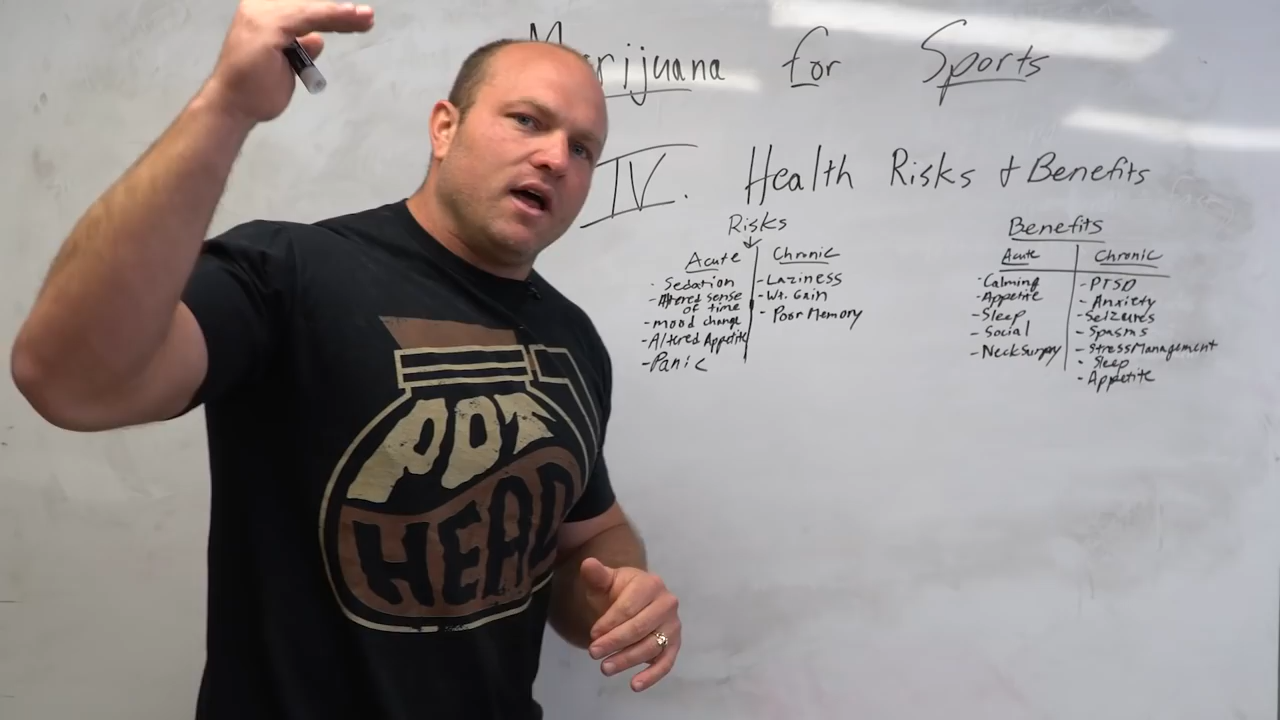 Marijuana for Sports
IV. Health Risks + Benefits
Risks
Acute
- Sedation
- Altered sense
of time
- mood change
- Altered Appetite
- Panic
Chronic
- Laziness
- Wt. Gain
- Poor Memory
Benefits
Acute
- Calming
- Appetite
- Sleep
- Social
- Neck Surgry
Chronic
- PTSD
- Anxiety
- Seizures
- Spasms
- Stress Management
- Sleep
- Appetite
POT
HEAD